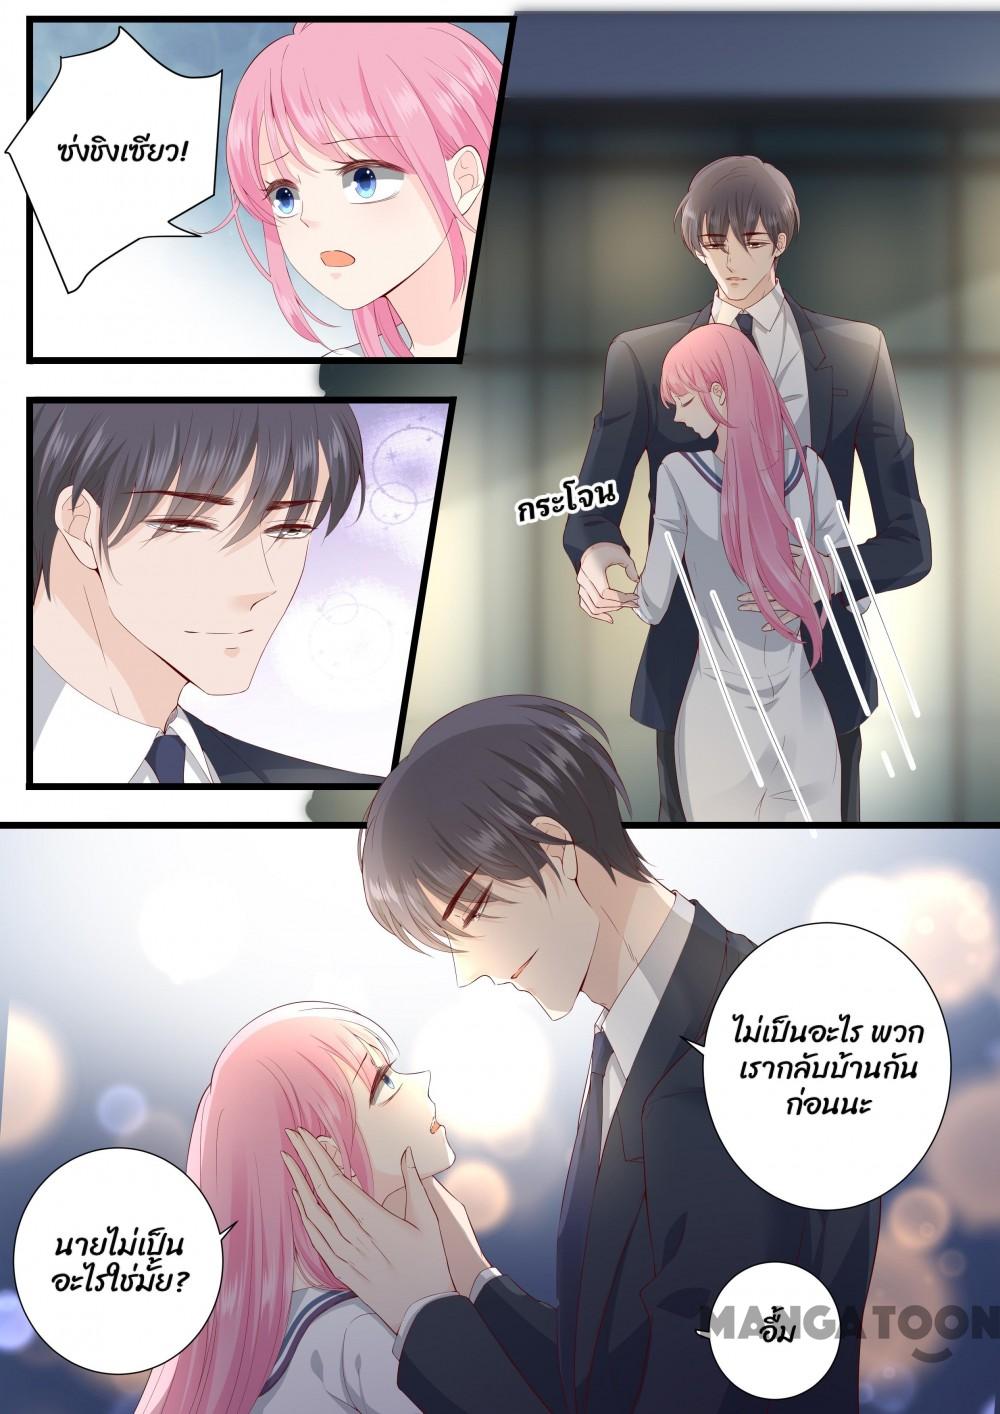 ซ่งชิงเซียว!
กระโจน
ไม่เป็นอะไร พวก
เรากลับบ้านกัน
ก่อนนะ
นายไม่เป็น
อะไรใช่มั้ย?
อื้ม
MANGATOON